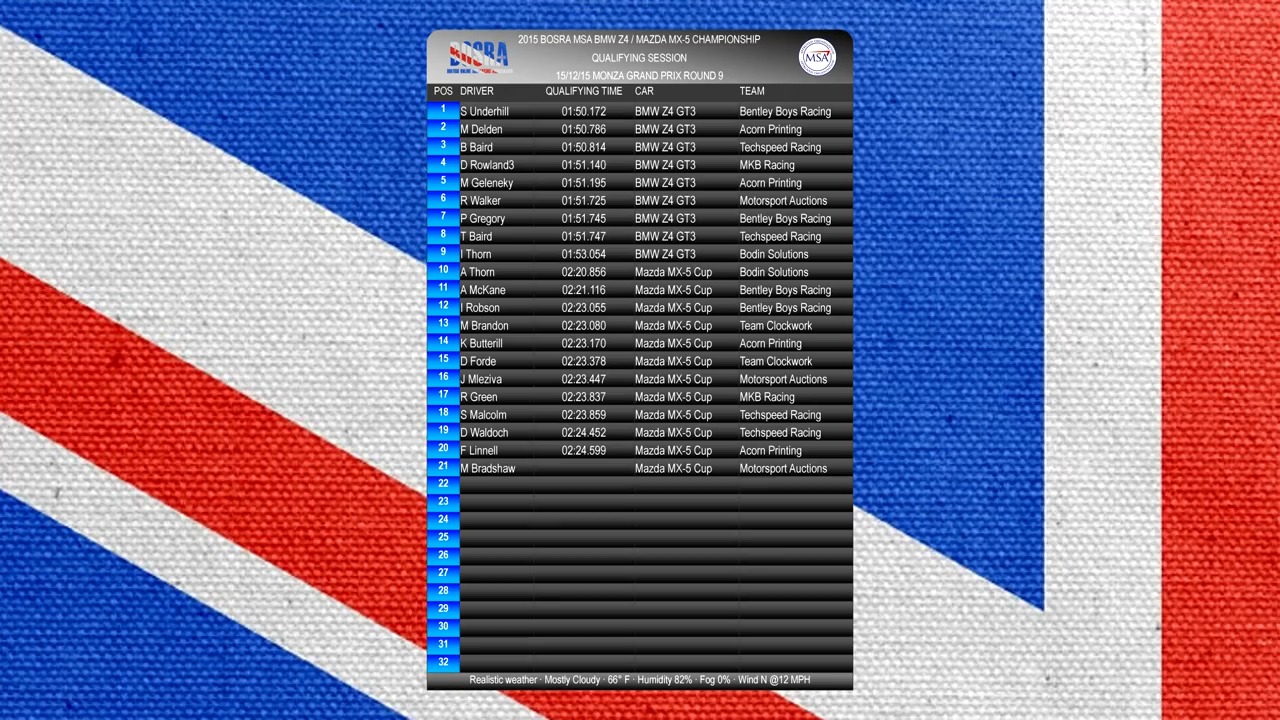 2015 BOSRA MSA BMW Z4 / MAZDA MX-5 CHAMPIONSHIP
BOSRA
QUALIFYING SESSION
MSA
15/12/15 MONZA GRAND PRIX ROUND 9
POS DRIVER QUALIFYING TIME CAR TEAM
1 S Underhill 01:50.172 BMW Z4 GT3 Bentley Boys Racing
2 M Delden 01:50.786 BMW Z4 GT3 Acorn Printing
3 B Baird 01:50.814 BMW Z4 GT3 Techspeed Racing
4 D Rowland3 01:51.140 BMW Z4 GT3 MKB Racing
5 M Geleneky 01:51.195 BMW Z4 GT3 Acorn Printing
6 R Walker 01:51.725 BMW Z4 GT3 Motorsport Auctions
7 P Gregory 01:51.745 BMW Z4 GT3 Bentley Boys Racing
8 T Baird 01:51.747 BMW Z4 GT3 Techspeed Racing
9 I Thorn 01:53.054 BMW Z4 GT3 Bodin Solutions
10 A Thorn 02:20.856 Mazda MX-5 Cup Bodin Solutions
11 A McKane 02:21.116 Mazda MX-5 Cup Bentley Boys Racing
12 I Robson 02:23.055 Mazda MX-5 Cup Bentley Boys Racing
13 M Brandon 02:23.080 Mazda MX-5 Cup Team Clockwork
14 K Butterill 02:23.170 Mazda MX-5 Cup Acorn Printing
15 D Forde 02:23.378 Mazda MX-5 Cup Team Clockwork
16 J Mleziva 02:23.447 Mazda MX-5 Cup Motorsport Auctions
17 R Green 02:23.837 Mazda MX-5 Cup MKB Racing
18 S Malcolm 02:23.859 Mazda MX-5 Cup Techspeed Racing
19 D Waldoch 02:24.452 Mazda MX-5 Cup Techspeed Racing
20 F Linnell 02:24.599 Mazda MX-5 Cup Acorn Printing
21 M Bradshaw Mazda MX-5 Cup Motorsport Auctions
22
23
24
25
26
27
28
29
30
31
32
Realistic weather · Mostly Cloudy · 66° F · Humidity 82% · Fog 0% · Wind N @12 MPH